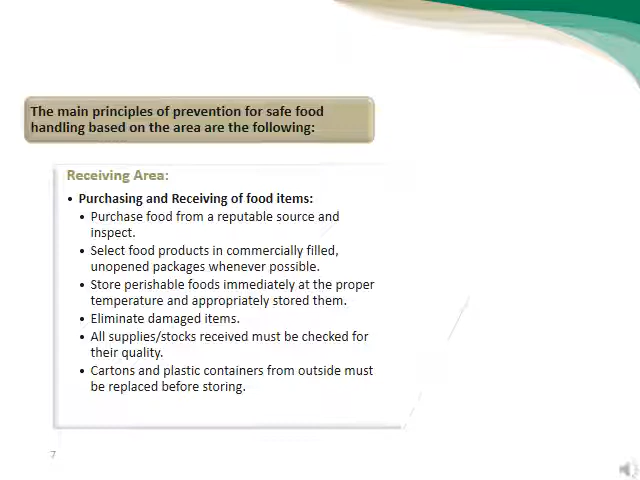 The main principles of prevention for safe food
handling based on the area are the following:
Receiving Area:
• Purchasing and Receiving of food items:
• Purchase food from a reputable source and
inspect.
• Select food products in commercially filled,
unopened packages whenever possible.
• Store perishable foods immediately at the proper
temperature and appropriately stored them.
• Eliminate damaged items.
• All supplies/stocks received must be checked for
their quality.
• Cartons and plastic containers from outside must
be replaced before storing.
7